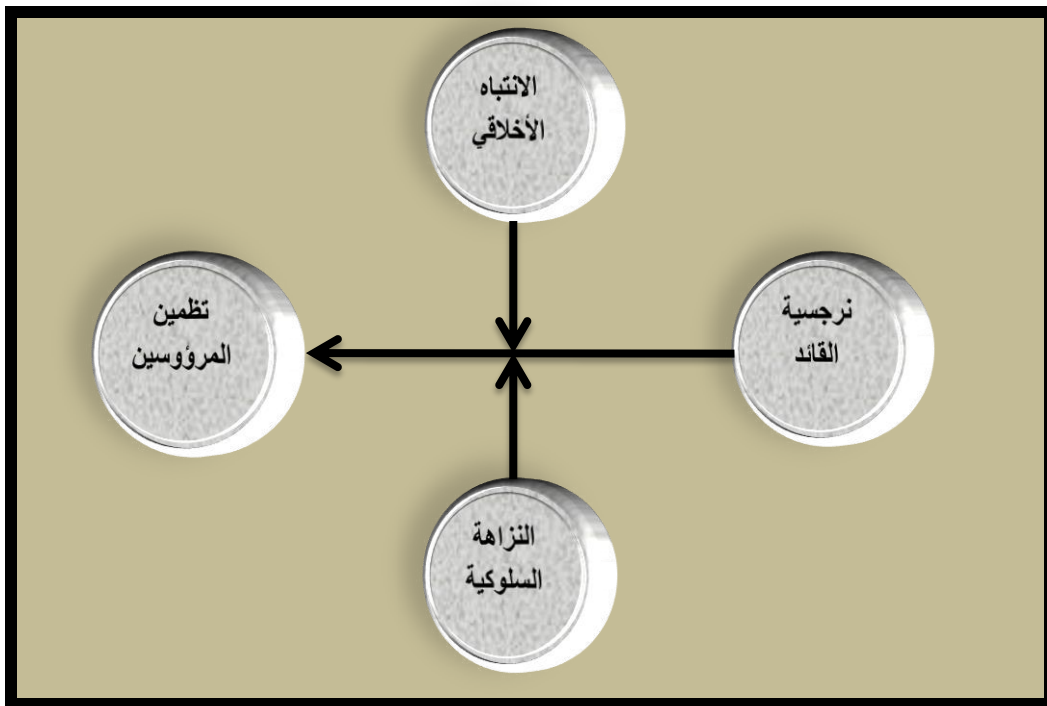 الانتباه
الأخلاقي
نرجسية
القائد
تظمين
المرؤوسين
النزاهة
السلوكية